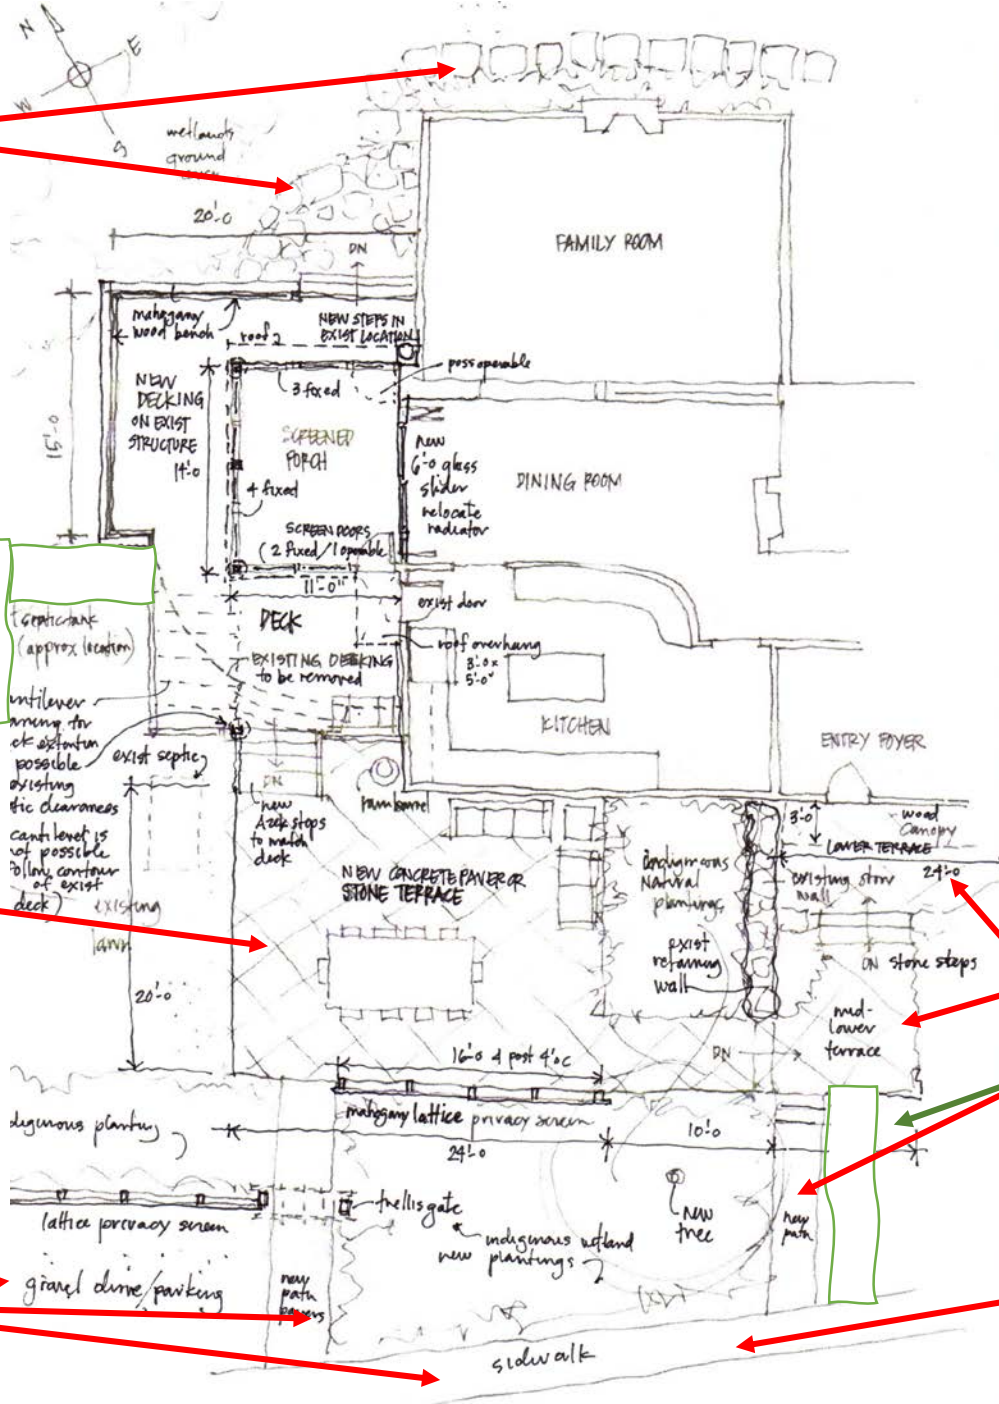 N
E
W
S
wetlands
ground
20'-0
DN
FAMILY ROOM
mahogany
wood bench
NEW STEPS IN
EXIST LOCATION
roof
poss operable
3 fixed
NEW
DECKING
ON EXIST
STRUCTURE
15'-0
14'-0
SCREENED
PORCH
4 fixed
new
6'-0 glass
slider
relocate
radiator
DINING ROOM
SCREEN DOORS
(2 fixed/1 operable
11'-0"
exist door
septic tank
(approx location)
DECK
EXISTING DECKING
to be removed
roof overhang
3'-0 x
5'-0"
KITCHEN
ENTRY FOYER
antilever
for
ck extention
possible
existing
tic clearances
cantilever is
not possible
follow contour
of exist
deck)
exist septic
DN
new
Azek steps
to match
deck
rain barrel
3'-0
wood
canopy
LOWER TERRACE
24'-0
NEW CONCRETE PAVER OR
STONE TERRACE
indigenous
Natural
plantings
existing stone
wall
existing
lawn
exist
retaining
wall
DN stone steps
20'-0
mid-
lower
terrace
DN
16'-0 4 post 4' oc
mahogany lattice privacy screen
digenous planting
24'-0
10'-0
trellis gate
lattice privacy screen
indigenous wetland
new plantings
new
tree
new
path
gravel drive/parking
new
path
pavers
sidwalk